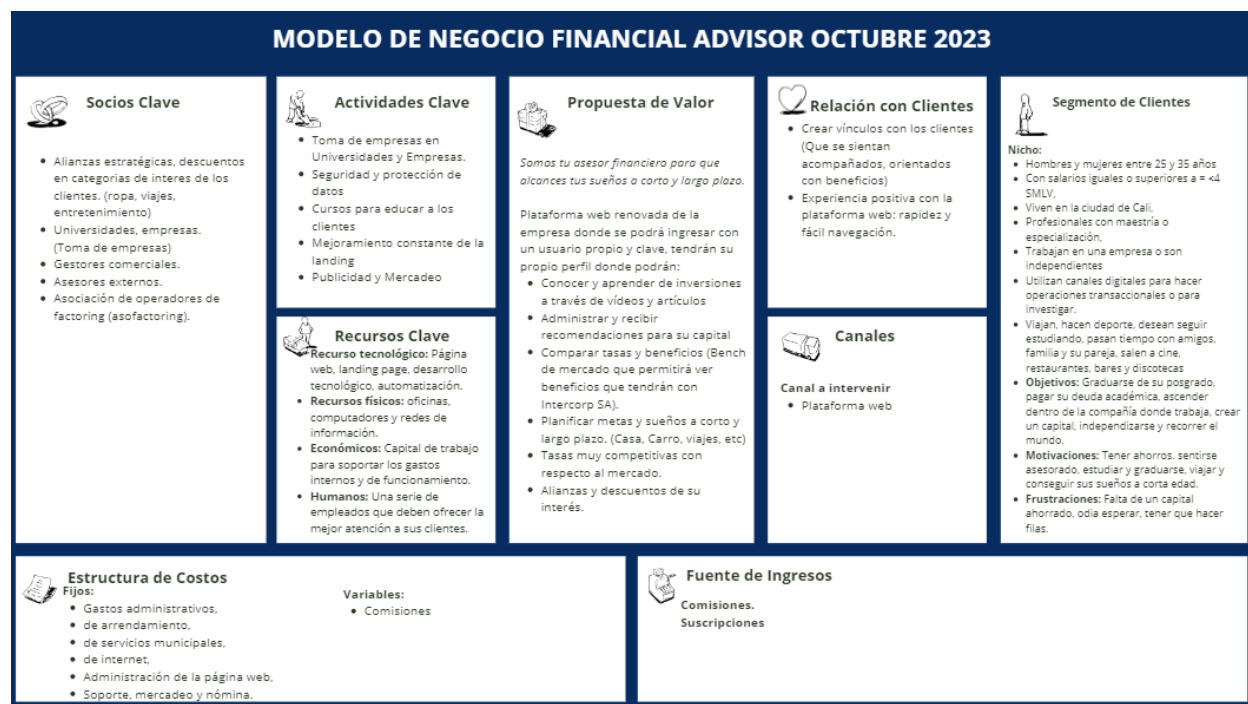 MODELO DE NEGOCIO FINANCIAL ADVISOR OCTUBRE 2023
Socios Clave
• Alianzas estratégicas, descuentos
en categorias de interes de los
clientes. (ropa, viajes,
entretenimiento)
• Universidades, empresas.
(Toma de empresas)
• Gestores comerciales.
• Asesores externos.
• Asociación de operadores de
factoring (asofactoring).
Actividades Clave
• Toma de empresas en
Universidades y Empresas.
• Seguridad y protección de
datos
• Cursos para educar a los
clientes
• Mejoramiento constante de la
landing
• Publicidad y Mercadeo
Recursos Clave
• Recurso tecnológico: Página
web, landing page, desarrollo
tecnológico, automatización.
• Recursos físicos: oficinas,
computadores y redes de
información.
• Económicos: Capital de trabajo
para soportar los gastos
internos y de funcionamiento.
• Humanos: Una serie de
empleados que deben ofrecer la
mejor atención a sus clientes.
Propuesta de Valor
Somos tu asesor financiero para que
alcances tus sueños a corto y largo plazo.
Plataforma web renovada de la
empresa donde se podrá ingresar con
un usuario propio y clave, tendrán su
propio perfil donde podrán:
• Conocer y aprender de inversiones
a través de vídeos y artículos
• Administrar y recibir
recomendaciones para su capital
• Comparar tasas y beneficios (Bench
de mercado que permitirá ver
beneficios que tendrán con
Intercorp SA).
• Planificar metas y sueños a corto y
largo plazo. (Casa, Carro, viajes, etc)
• Tasas muy competitivas con
respecto al mercado.
• Alianzas y descuentos de su
interés.
Relación con Clientes
• Crear vínculos con los clientes
(Que se sientan
acompañados, orientados
con beneficios)
• Experiencia positiva con la
plataforma web: rapidez y
fácil navegación.
Canales
Canal a intervenir
• Plataforma web
Segmento de Clientes
Nicho:
• Hombres y mujeres entre 25 y 35 años
• Con salarios iguales o superiores a = <4
SMLV,
• Viven en la ciudad de Cali,
• Profesionales con maestría o
especialización,
• Trabajan en una empresa o son
independientes
• Utilizan canales digitales para hacer
operaciones transaccionales o para
investigar.
• Viajan, hacen deporte, desean seguir
estudiando, pasan tiempo con amigos,
familia y su pareja, salen a cine,
restaurantes, bares y discotecas
• Objetivos: Graduarse de su posgrado,
pagar su deuda académica, ascender
dentro de la compañía donde trabaja, crear
un capital, independizarse y recorrer el
mundo.
• Motivaciones: Tener ahorros. sentirse
asesorado, estudiar y graduarse, viajar y
conseguir sus sueños a corta edad.
• Frustraciones: Falta de un capital
ahorrado, odia esperar, tener que hacer
filas.
Estructura de Costos
Fijos:
• Gastos administrativos,
• de arrendamiento,
• de servicios municipales,
• de internet,
• Administración de la página web,
• Soporte, mercadeo y nómina.
Variables:
• Comisiones
Fuente de Ingresos
Comisiones.
Suscripciones